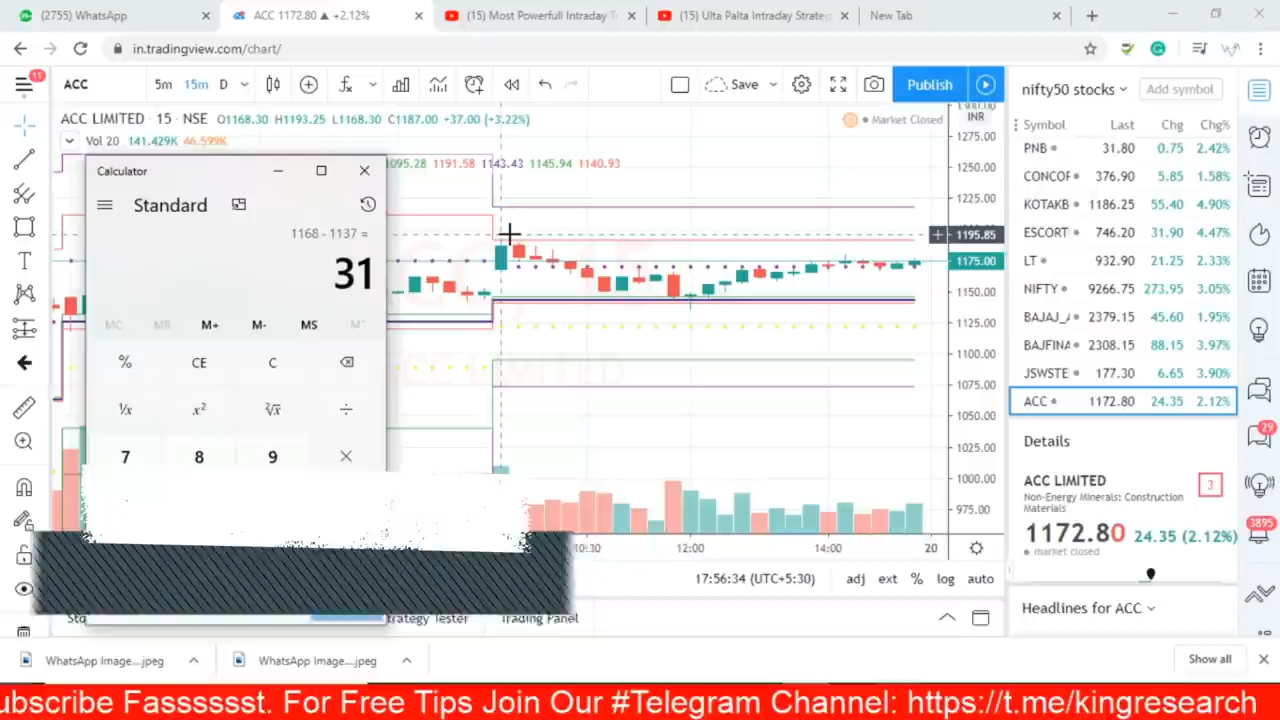 (2755) WhatsApp
ACC 1172.80 ▲ +2.12%
(15) Most Powerfull Intraday T
(15) Ulta Palta Intraday Strateg
New Tab
in.tradingview.com/chart/
11
ACC
5m 15m D
Save
Publish
nifty50 stocks
Add symbol
ACC LIMITED · 15 · NSE O1168.30 H1193.25 L1168.30 C1187.00 +37.00 (+3.22%)
Market Closed
INR
Vol 20 141.429K 46.599K
1191.58 1143.43 1145.94 1140.93
Calculator
Standard
1168 - 1137 =
31
MC MR M+ M- MS
% CE C
¹/x x² ²√x ÷
7 8 9 ×
1275.00
1250.00
1225.00
1195.85
1175.00
1150.00
1125.00
1100.00
1075.00
1050.00
1025.00
1000.00
975.00
10:30 12:00 14:00 20
17:56:34 (UTC+5:30) adj ext % log auto
trategy Tester
Trading Panel
Symbol Last Chg Chg%
PNB 31.80 0.75 2.42%
CONCOF 376.90 5.85 1.58%
KOTAKB 1186.25 55.40 4.90%
ESCORT 746.20 31.90 4.47%
LT 932.90 21.25 2.33%
NIFTY 9266.75 273.95 3.05%
BAJAJ_A 2379.15 45.60 1.95%
BAJFINA 2308.15 88.15 3.97%
JSWSTE 177.30 6.65 3.90%
ACC 1172.80 24.35 2.12%
Details
ACC LIMITED
3
Non-Energy Minerals: Construction
Materials
1172.80 24.35 (2.12%)
market closed
Headlines for ACC
29
3895
WhatsApp Image....jpeg
WhatsApp Image....jpeg
Show all
ubscribe Fasssssst. For Free Tips Join Our #Telegram Channel: https://t.me/kingresearch